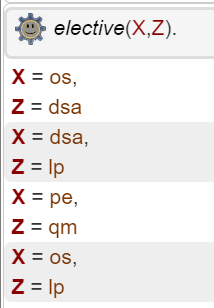 elective(X,Z).
X = os,
Z = dsa
X = dsa,
Z = lp
X = pe,
Z = qm
X = os,
Z = lp